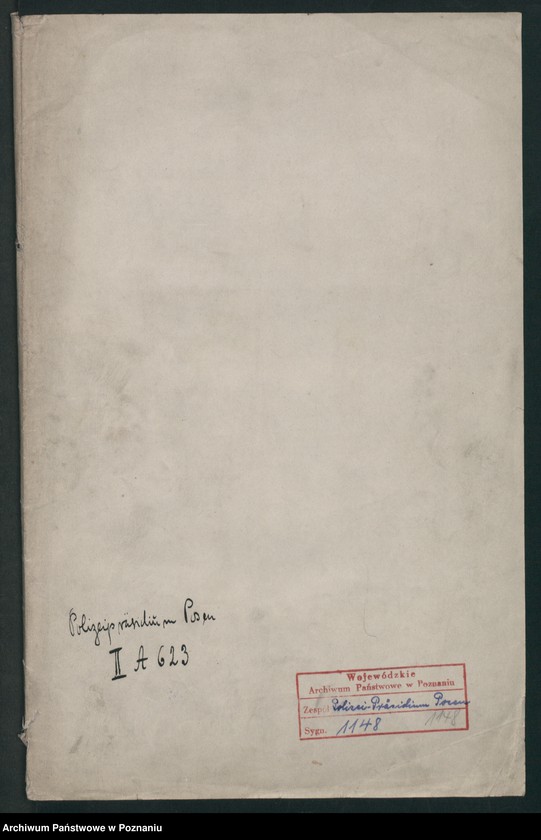 Polizeipräsidium Posen
II A 623
Wojewódzkie
Archiwum Państwowe w Poznaniu
Zespół Polizei-Präsidium Posen
Sygn. 1148 1148
Archiwum Państwowe w Poznaniu